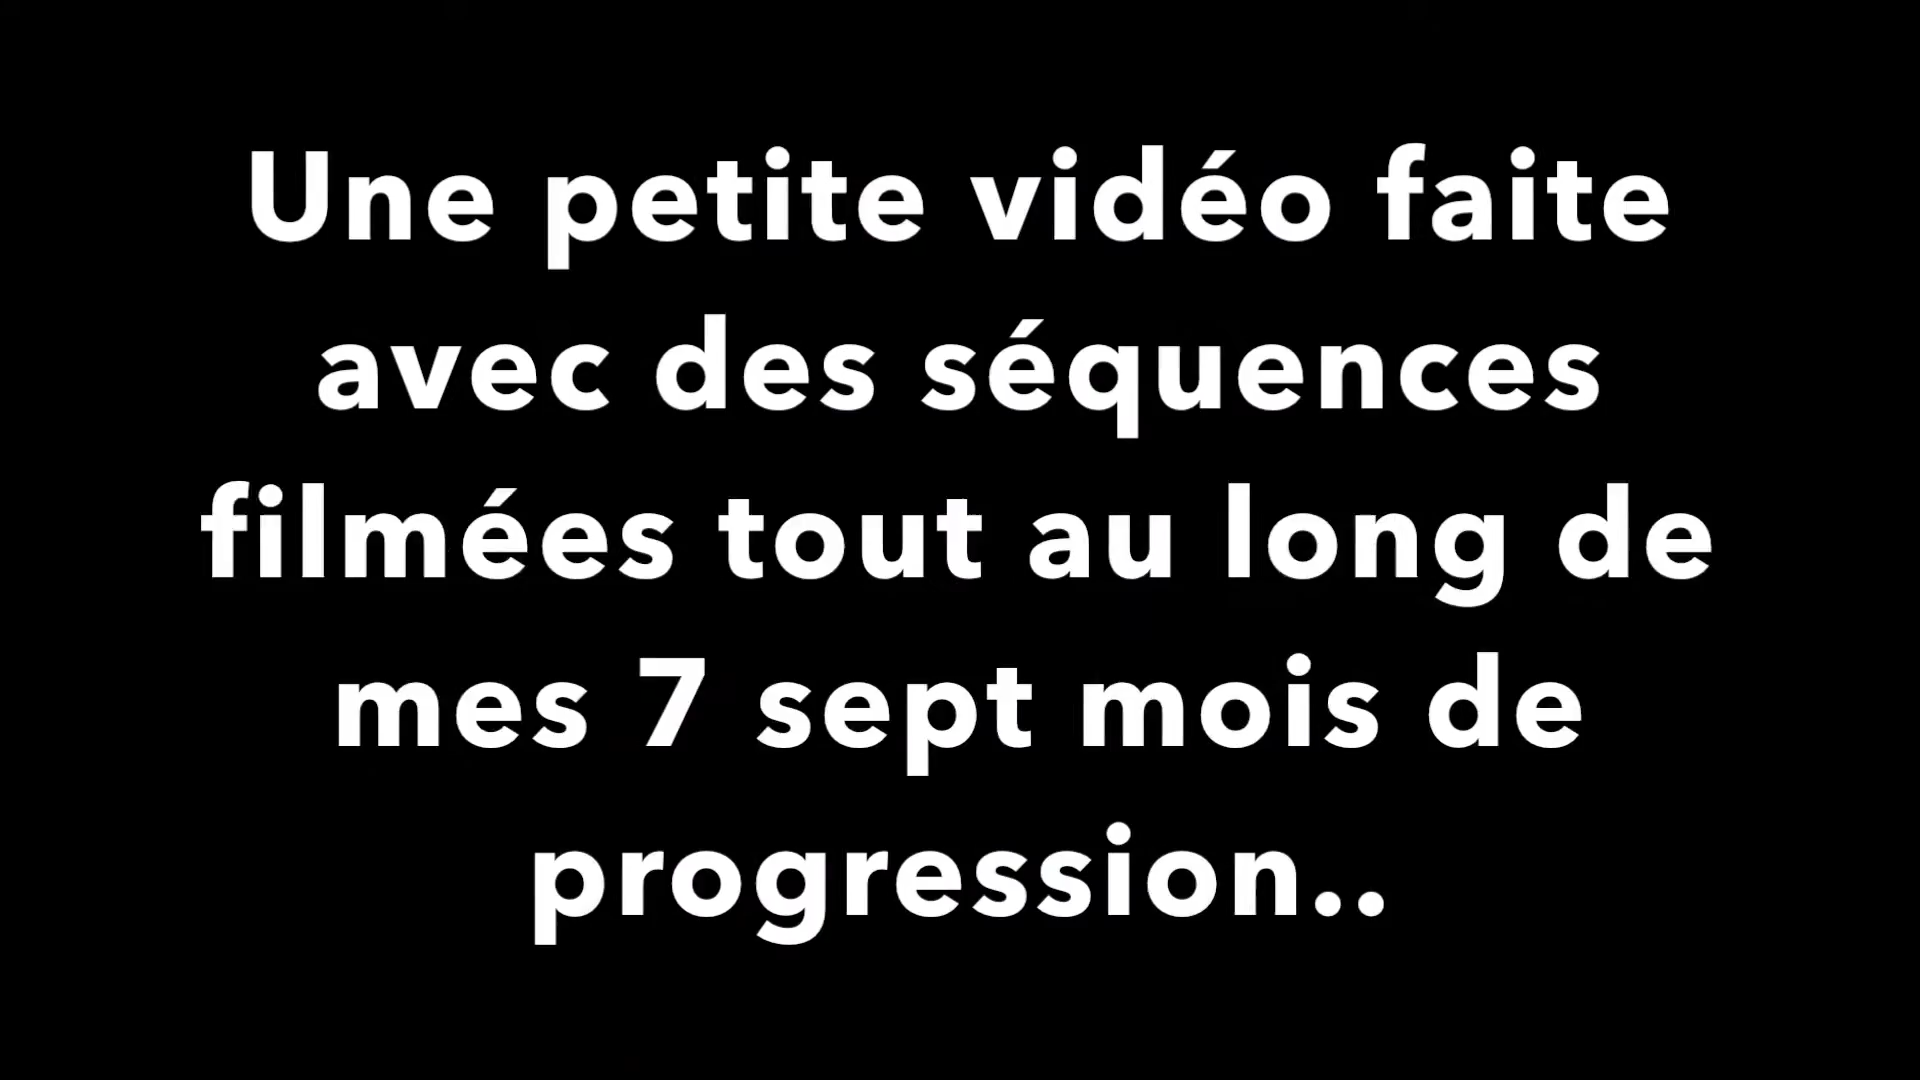 Une petite vidéo faite
avec des séquences
filmées tout au long de
mes 7 sept mois de
progression..